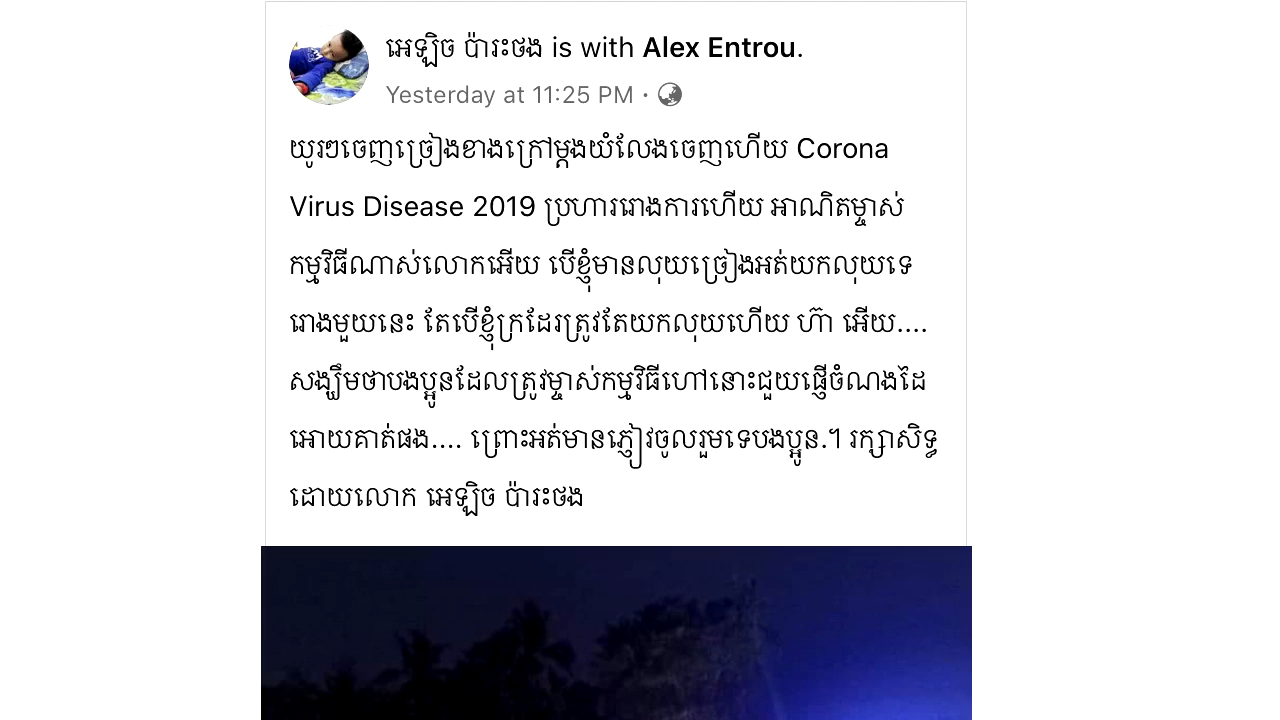 អេឡិច ប៉ារះថង is with Alex Entrou.
Yesterday at 11:25 PM ·
យូរៗចេញច្រៀងខាងក្រៅម្ដងយំលែងចេញហើយ Corona
Virus Disease 2019 ប្រហាររោងការហើយ អាណិតម្ចាស់
កម្មវិធីណាស់លោកអើយ បើខ្ញុំមានលុយច្រៀងអត់យកលុយទេ
រោងមួយនេះ តែបើខ្ញុំក្រដែរត្រូវតែយកលុយហើយ ហ៊ា អើយ....
សង្ឃឹមថាបងប្អូនដែលត្រូវម្ចាស់កម្មវិធីហៅនោះជួយផ្ញើចំណងដៃ
អោយគាត់ផង.... ព្រោះអត់មានភ្ញៀវចូលរួមទេបងប្អូន.។ រក្សាសិទ្ធ
ដោយលោក អេឡិច ប៉ារះថង